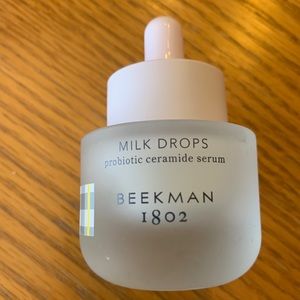 MILK DROPS
probiotic ceramide serum
BEEKMAN
1802